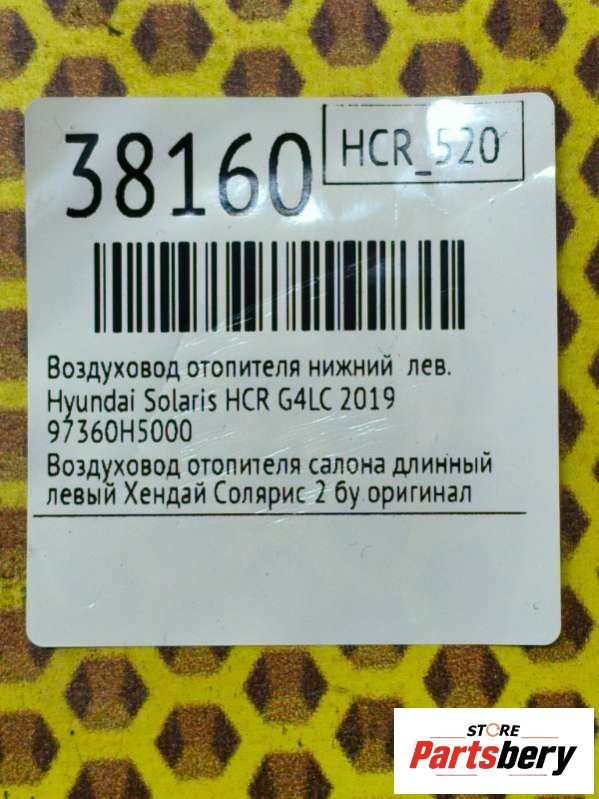 38160
HCR_520
Воздуховод отопителя нижний лев.
Hyundai Solaris HCR G4LC 2019
97360H5000
Воздуховод отопителя салона длинный
левый Хендай Солярис 2 бу оригинал
STORE
Partsbery